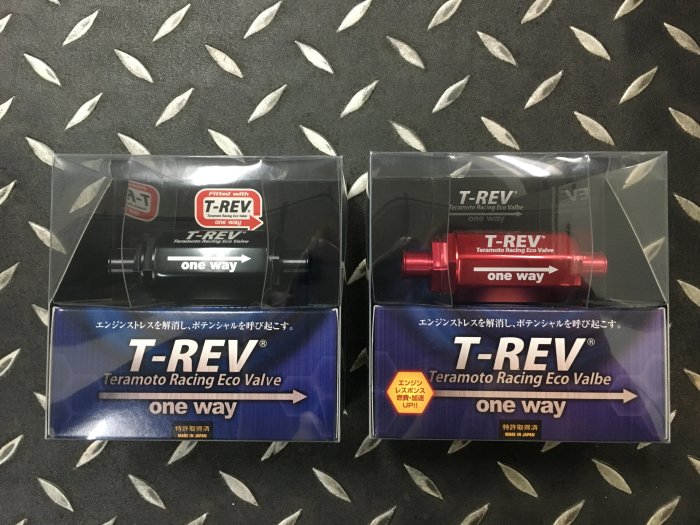 Fitted with
T-REV®
Teramoto Racing Eco Valve
one way
T-REV®
Teramoto Racing Eco Valve
one way
エンジンストレスを解消し、ポテンシャルを呼び起こす。
T-REV®
Teramoto Racing Eco Valve
one way
特許取得済
MADE IN JAPAN
T-REV®
one way
T-REV®
Teramoto Racing Eco Valve
one way
エンジンストレスを解消し、ポテンシャルを呼び起こす。
T-REV®
Teramoto Racing Eco Valbe
エンジン
レスポンス
燃費・加速
UP!!
one way
特許取得済
MADE IN JAPAN